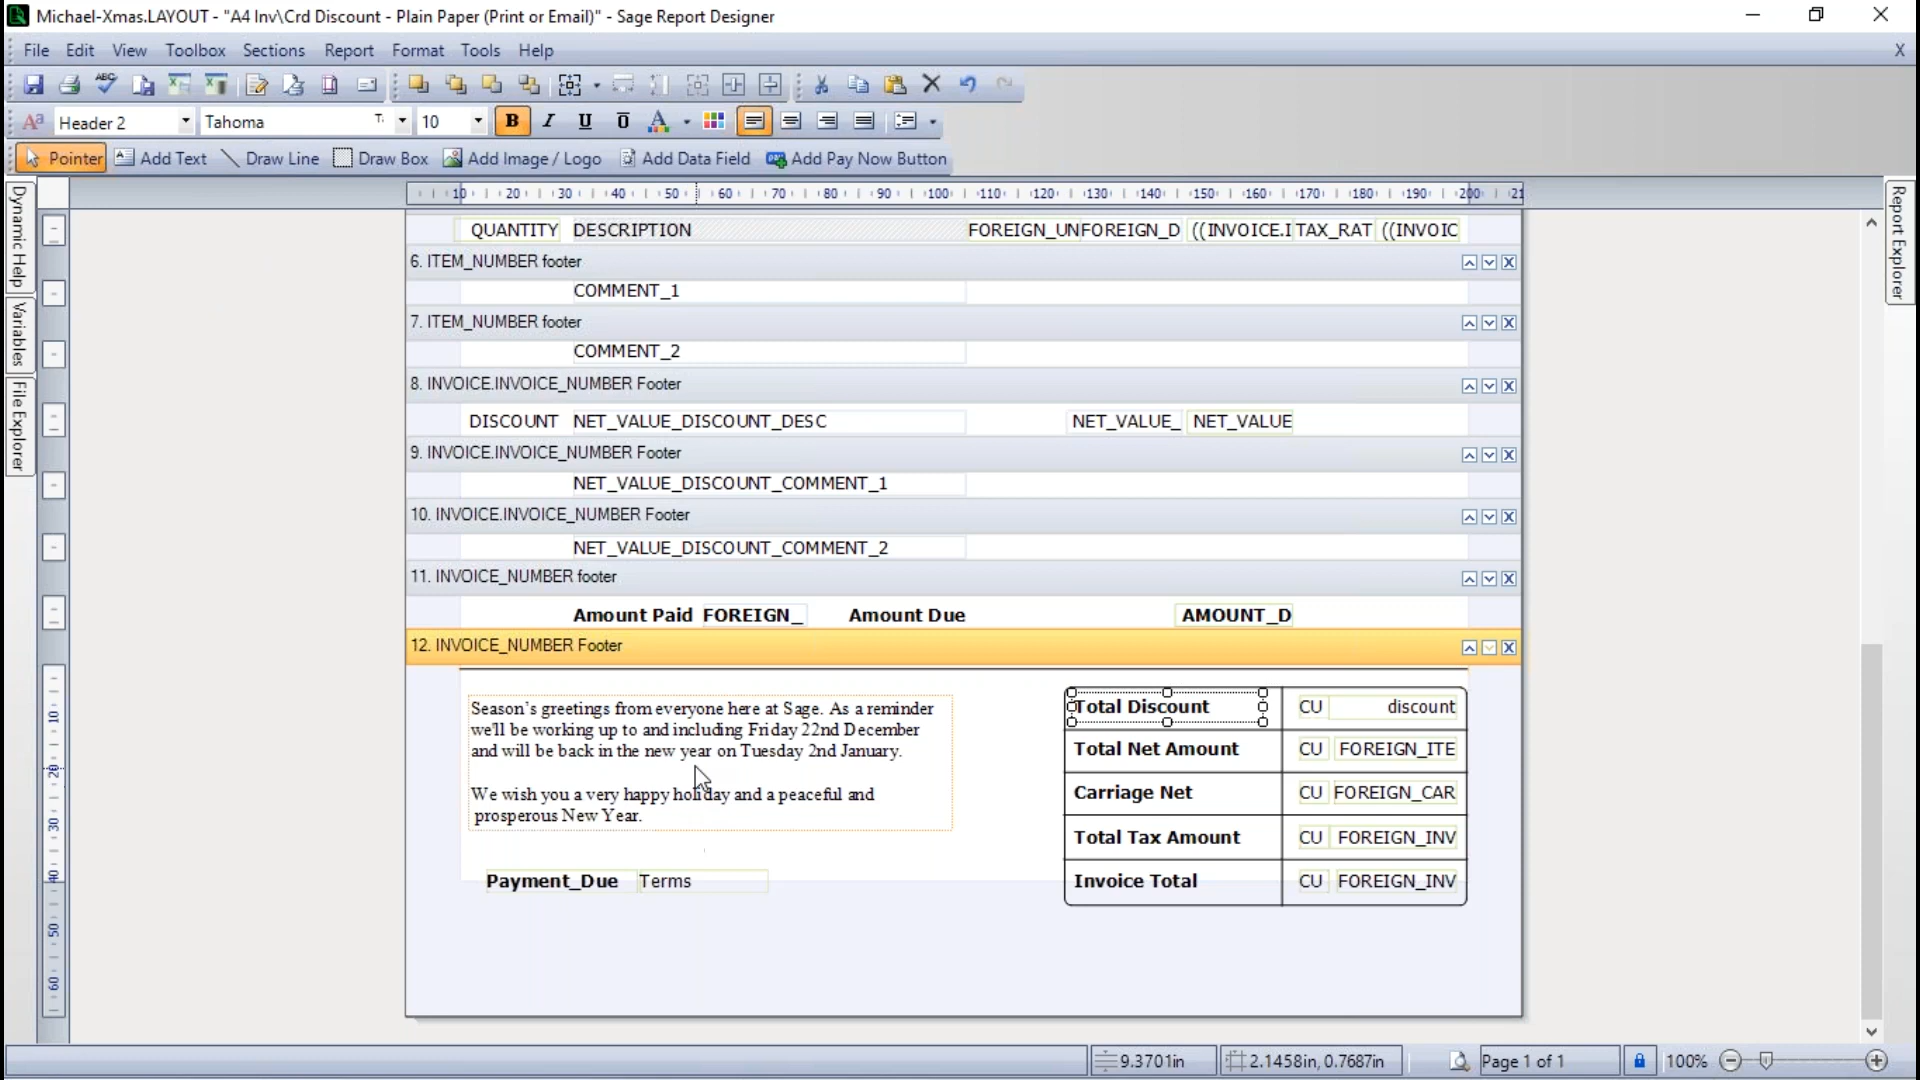 Michael-Xmas.LAYOUT - "A4 Inv\Crd Discount - Plain Paper (Print or Email)" - Sage Report Designer
File Edit View Toolbox Sections Report Format Tools Help X
Header 2 Tahoma 10 B I U O A
Pointer Add Text Draw Line Draw Box Add Image / Logo Add Data Field Add Pay Now Button
10 20 30 40 50 60 70 80 90 100 110 120 130 140 150 160 170 180 190 200 21
Dynamic Help
Variables
File Explorer
Report Explorer
QUANTITY DESCRIPTION FOREIGN_UN FOREIGN_D ((INVOICE.I TAX_RAT ((INVOIC
6. ITEM_NUMBER footer
COMMENT_1
7. ITEM_NUMBER footer
COMMENT_2
8. INVOICE.INVOICE_NUMBER Footer
DISCOUNT NET_VALUE_DISCOUNT_DESC NET_VALUE_ NET_VALUE
9. INVOICE.INVOICE_NUMBER Footer
NET_VALUE_DISCOUNT_COMMENT_1
10. INVOICE.INVOICE_NUMBER Footer
NET_VALUE_DISCOUNT_COMMENT_2
11. INVOICE_NUMBER footer
Amount Paid FOREIGN_ Amount Due AMOUNT_D
12. INVOICE_NUMBER Footer
Season's greetings from everyone here at Sage. As a reminder
we'll be working up to and including Friday 22nd December
and will be back in the new year on Tuesday 2nd January.
We wish you a very happy holiday and a peaceful and
prosperous New Year.
Payment_Due Terms
Total Discount CU discount
Total Net Amount CU FOREIGN_ITE
Carriage Net CU FOREIGN_CAR
Total Tax Amount CU FOREIGN_INV
Invoice Total CU FOREIGN_INV
10
20
30
40
50
60
9.3701in 2.1458in, 0.7687in Page 1 of 1 100%